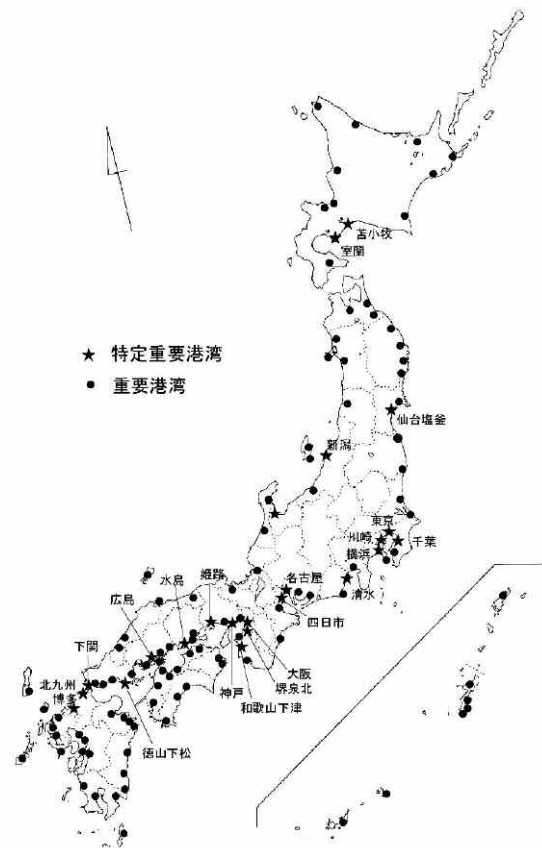 苫小牧
室蘭
★ 特定重要港湾
● 重要港湾
仙台塩釜
新潟
東京
川崎
千葉
横浜
名古屋
清水
四日市
姫路
水島
広島
下関
大阪
堺泉北
神戸
和歌山下津
北九州
博多
徳山下松